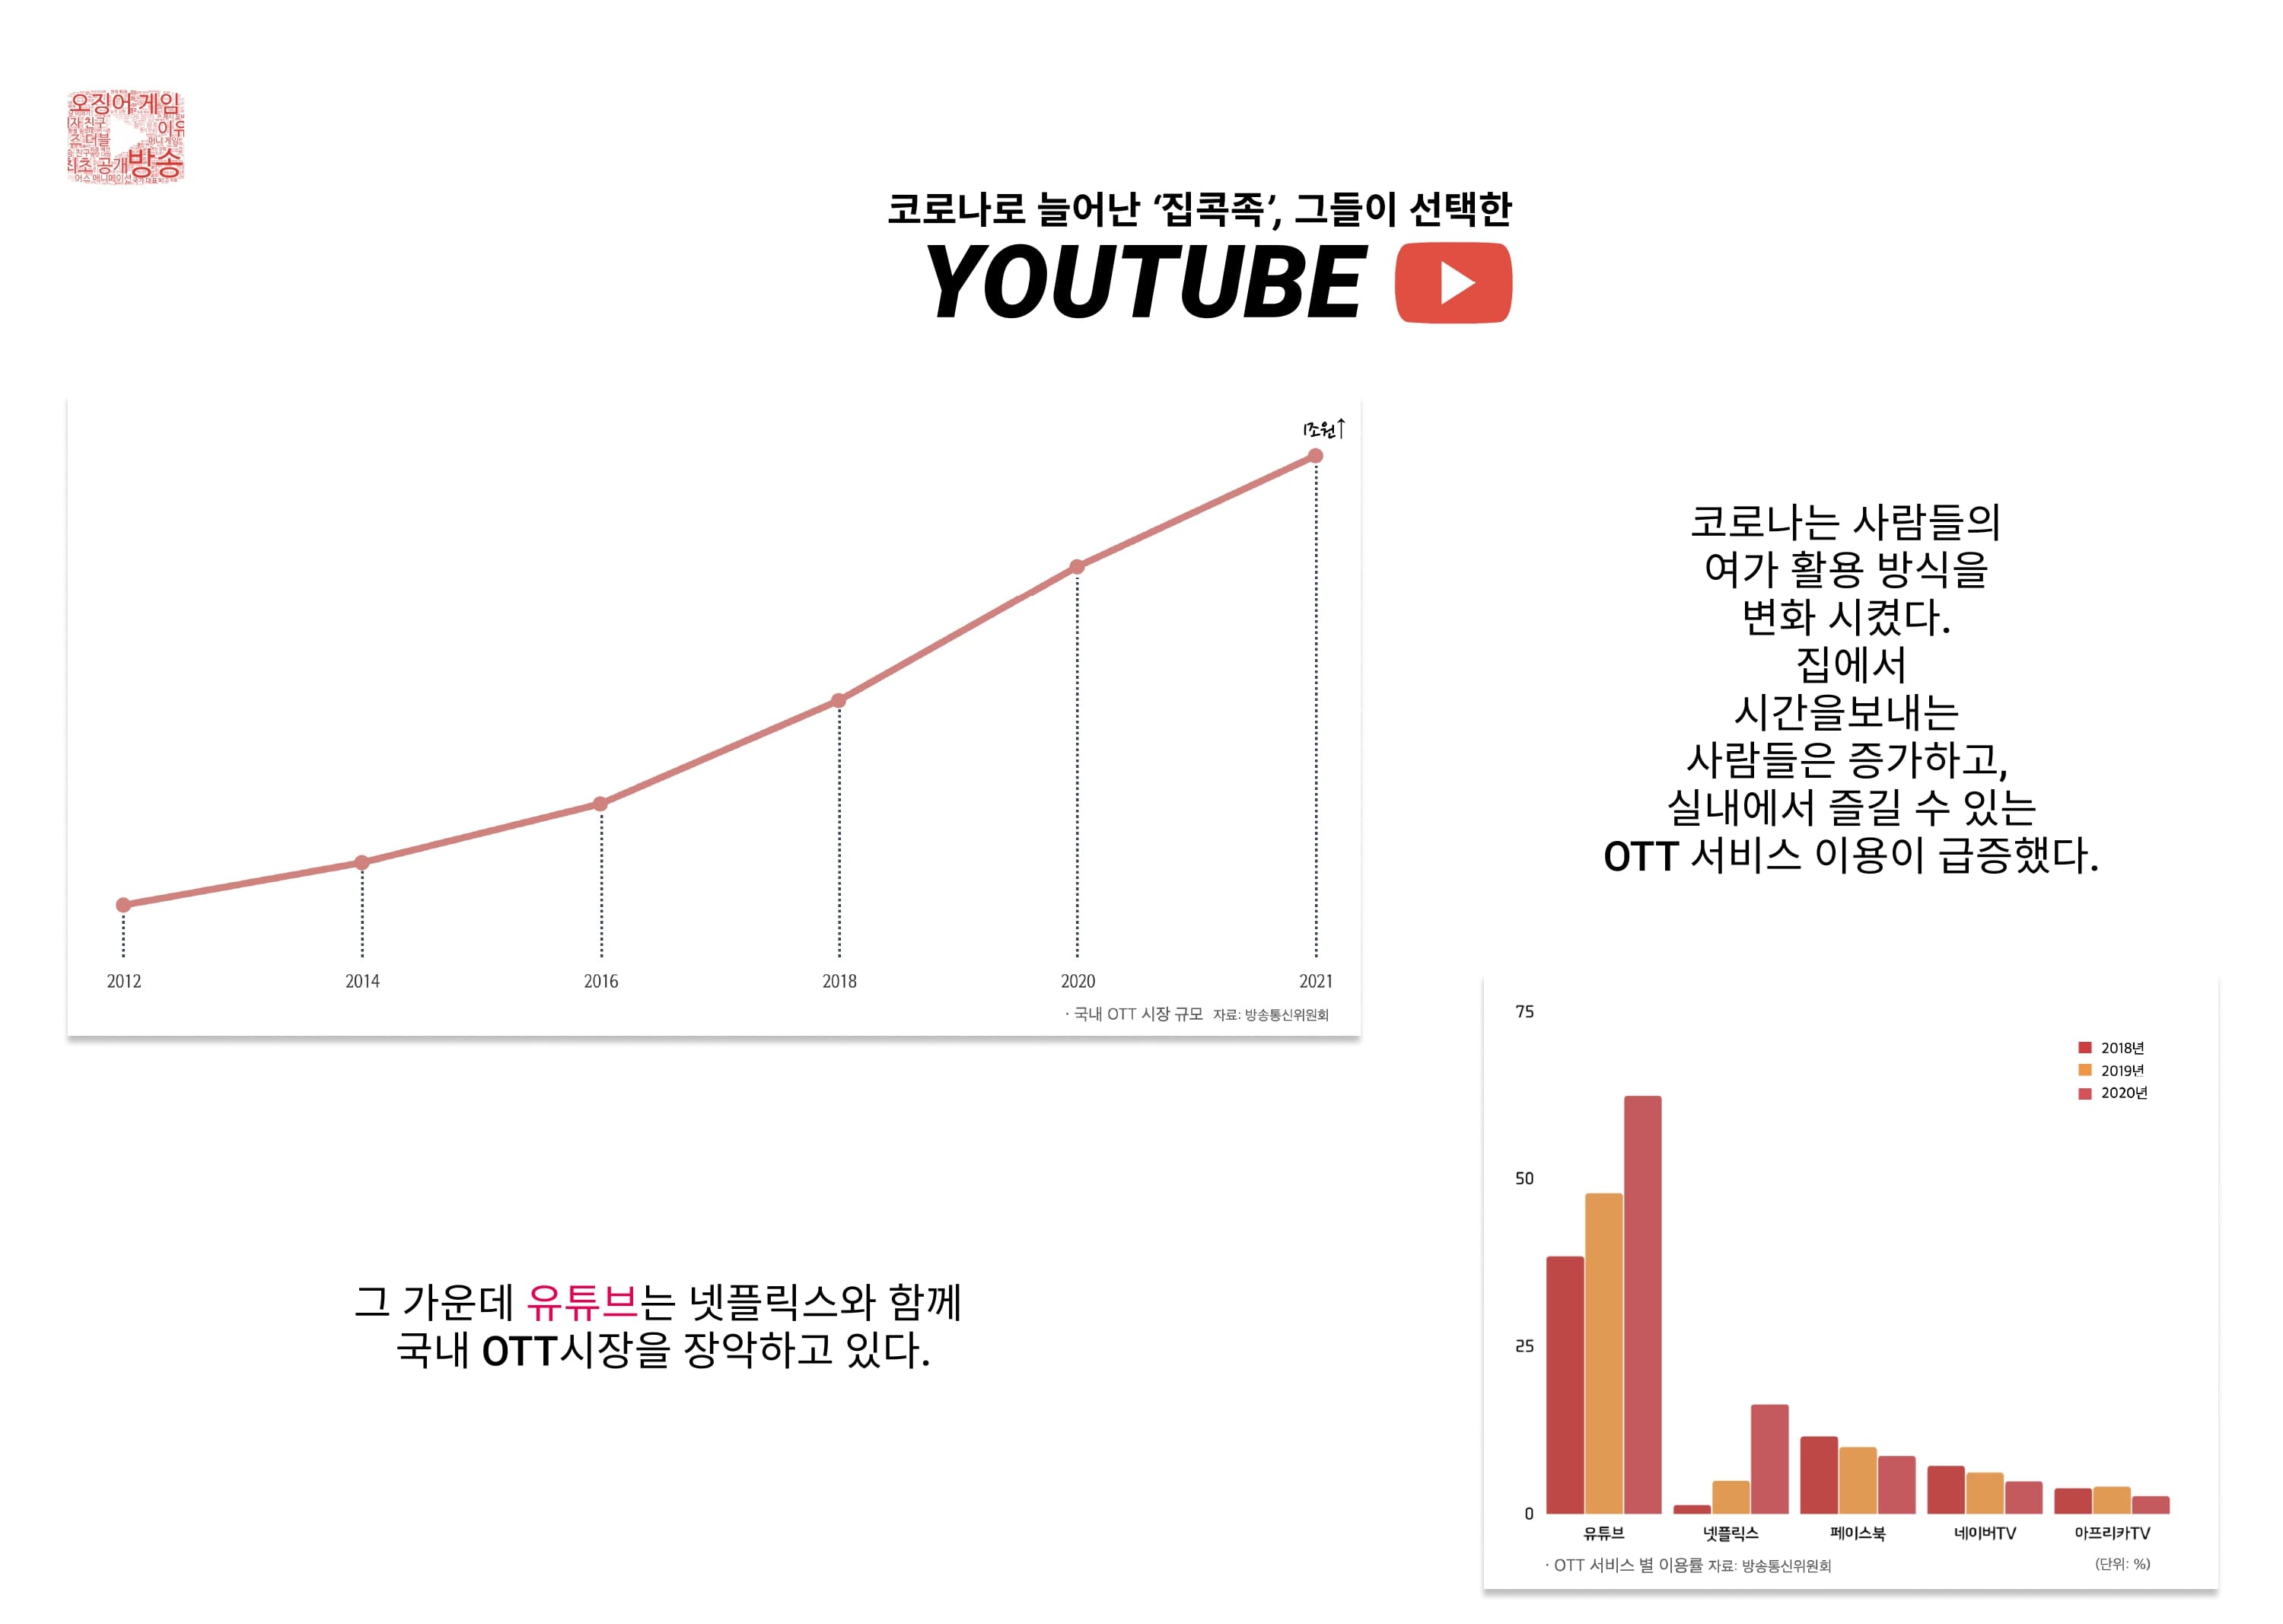 오징어 게임
이유
즈 더블
최초 공개 방송
코로나로 늘어난 ‘집콕족’, 그들이 선택한
YOUTUBE
1조원↑
2012 2014 2016 2018 2020 2021
· 국내 OTT 시장 규모 자료: 방송통신위원회
코로나는 사람들의
여가 활용 방식을
변화 시켰다.
집에서
시간을보내는
사람들은 증가하고,
실내에서 즐길 수 있는
OTT 서비스 이용이 급증했다.
그 가운데 유튜브는 넷플릭스와 함께
국내 OTT시장을 장악하고 있다.
75
2018년
2019년
2020년
50
25
0
유튜브 넷플릭스 페이스북 네이버TV 아프리카TV
· OTT 서비스 별 이용률 자료: 방송통신위원회 (단위: %)